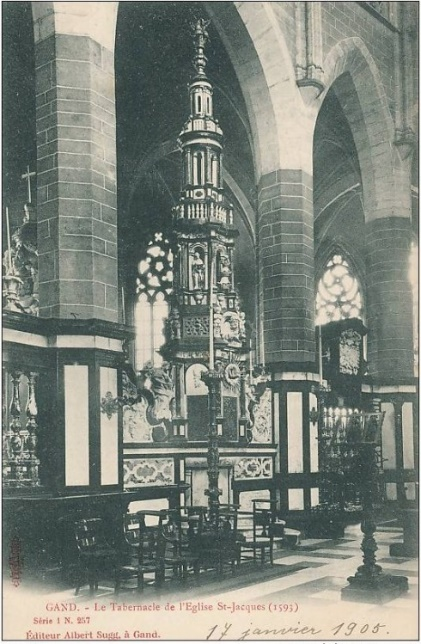 GAND. - Le Tabernacle de l'Eglise St-Jacques (1593)
Série 1 N. 257
Éditeur Albert Sugg, à Gand.
17 janvier 1905.